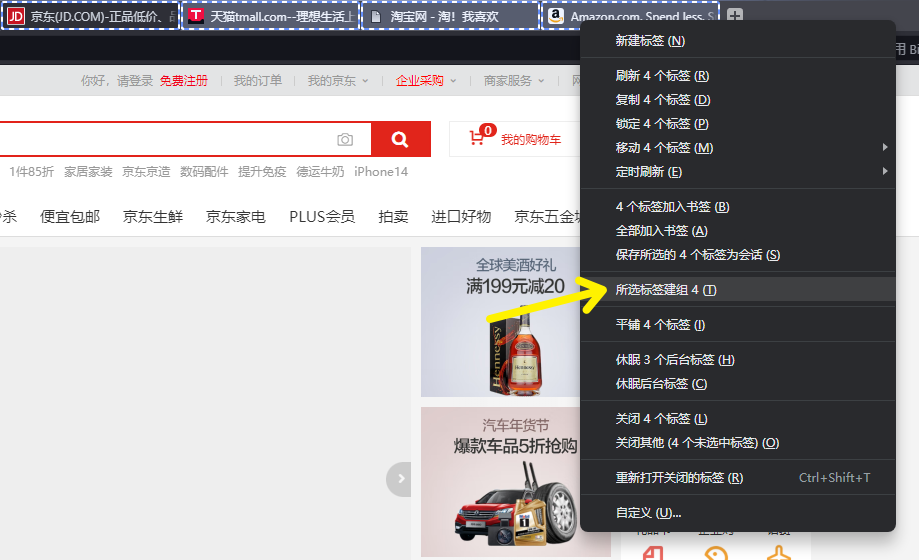 京东(JD.COM)-正品低价、品
天猫tmall.com--理想生活上
淘宝网 - 淘！我喜欢
Amazon.com. Spend less. S
用 Bi
你好，请登录 免费注册 我的订单 我的京东 企业采购 商家服务 网
0
我的购物车
1件85折 家居家装 京东京造 数码配件 提升免疫 德运牛奶 iPhone14
杀 便宜包邮 京东生鲜 京东家电 PLUS会员 拍卖 进口好物 京东五金城
全球美酒好礼
满199元减20
Hennessy
Hennessy
汽车年货节
爆款车品5折抢购
新建标签 (N)
刷新 4 个标签 (R)
复制 4 个标签 (D)
锁定 4 个标签 (P)
移动 4 个标签 (M)
定时刷新 (E)
4 个标签加入书签 (B)
全部加入书签 (A)
保存所选的 4 个标签为会话 (S)
所选标签建组 4 (T)
平铺 4 个标签 (I)
休眠 3 个后台标签 (H)
休眠后台标签 (C)
关闭 4 个标签 (L)
关闭其他 (4 个未选中标签) (O)
重新打开关闭的标签 (R) Ctrl+Shift+T
自定义 (U)...